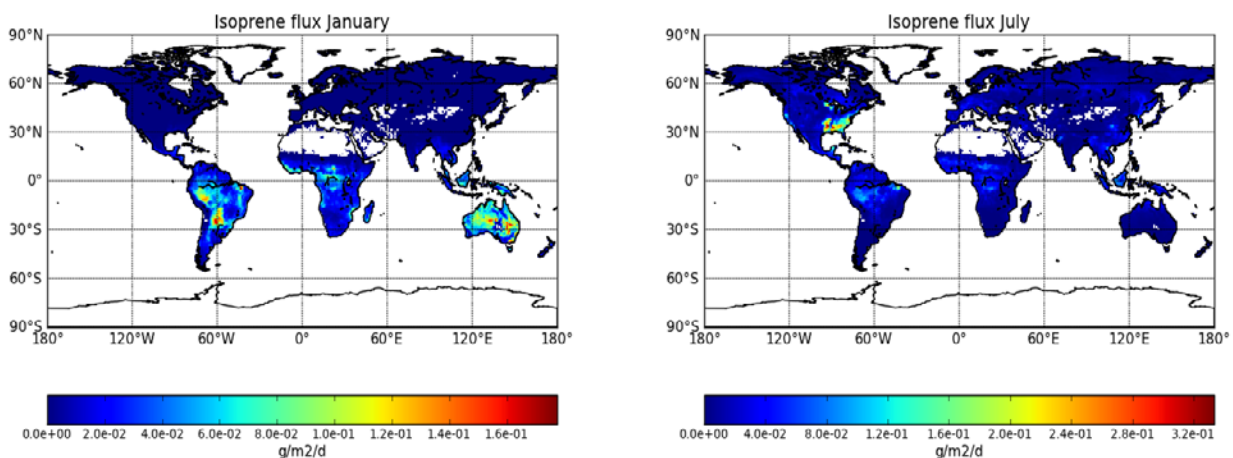 Isoprene flux January
90°N
60°N
30°N
0°
30°S
60°S
90°S
180° 120°W 60°W 0° 60°E 120°E 180°
0.0e+00 2.0e-02 4.0e-02 6.0e-02 8.0e-02 1.0e-01 1.2e-01 1.4e-01 1.6e-01
g/m2/d
Isoprene flux July
90°N
60°N
30°N
0°
30°S
60°S
90°S
180° 120°W 60°W 0° 60°E 120°E 180°
0.0e+00 4.0e-02 8.0e-02 1.2e-01 1.6e-01 2.0e-01 2.4e-01 2.8e-01 3.2e-01
g/m2/d